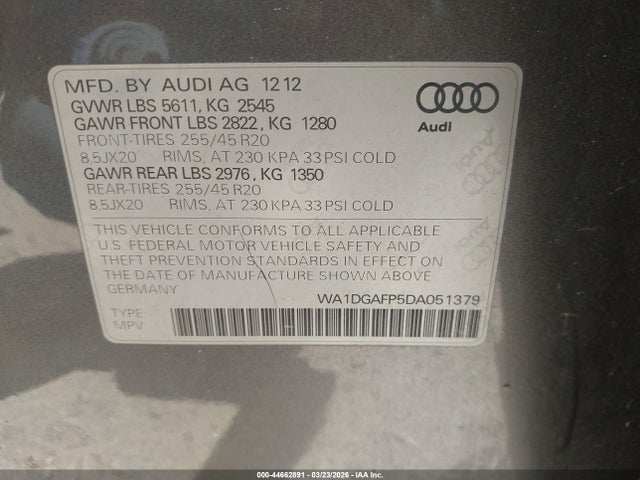 MFD. BY AUDI AG 12 12
GVWR LBS 5611, KG 2545
GAWR FRONT LBS 2822, KG 1280
FRONT-TIRES 255/45 R20
8,5JX20 RIMS, AT 230 KPA 33 PSI COLD
GAWR REAR LBS 2976, KG 1350
REAR-TIRES 255/45 R20
8,5JX20 RIMS, AT 230 KPA 33 PSI COLD
Audi
THIS VEHICLE CONFORMS TO ALL APPLICABLE
U.S. FEDERAL MOTOR VEHICLE SAFETY AND
THEFT PREVENTION STANDARDS IN EFFECT ON
THE DATE OF MANUFACTURE SHOWN ABOVE.
GERMANY
WA1DGAFP5DA051379
TYPE:
MPV
Audi
Audi
000-44662891 - 03/23/2026 - IAA Inc.